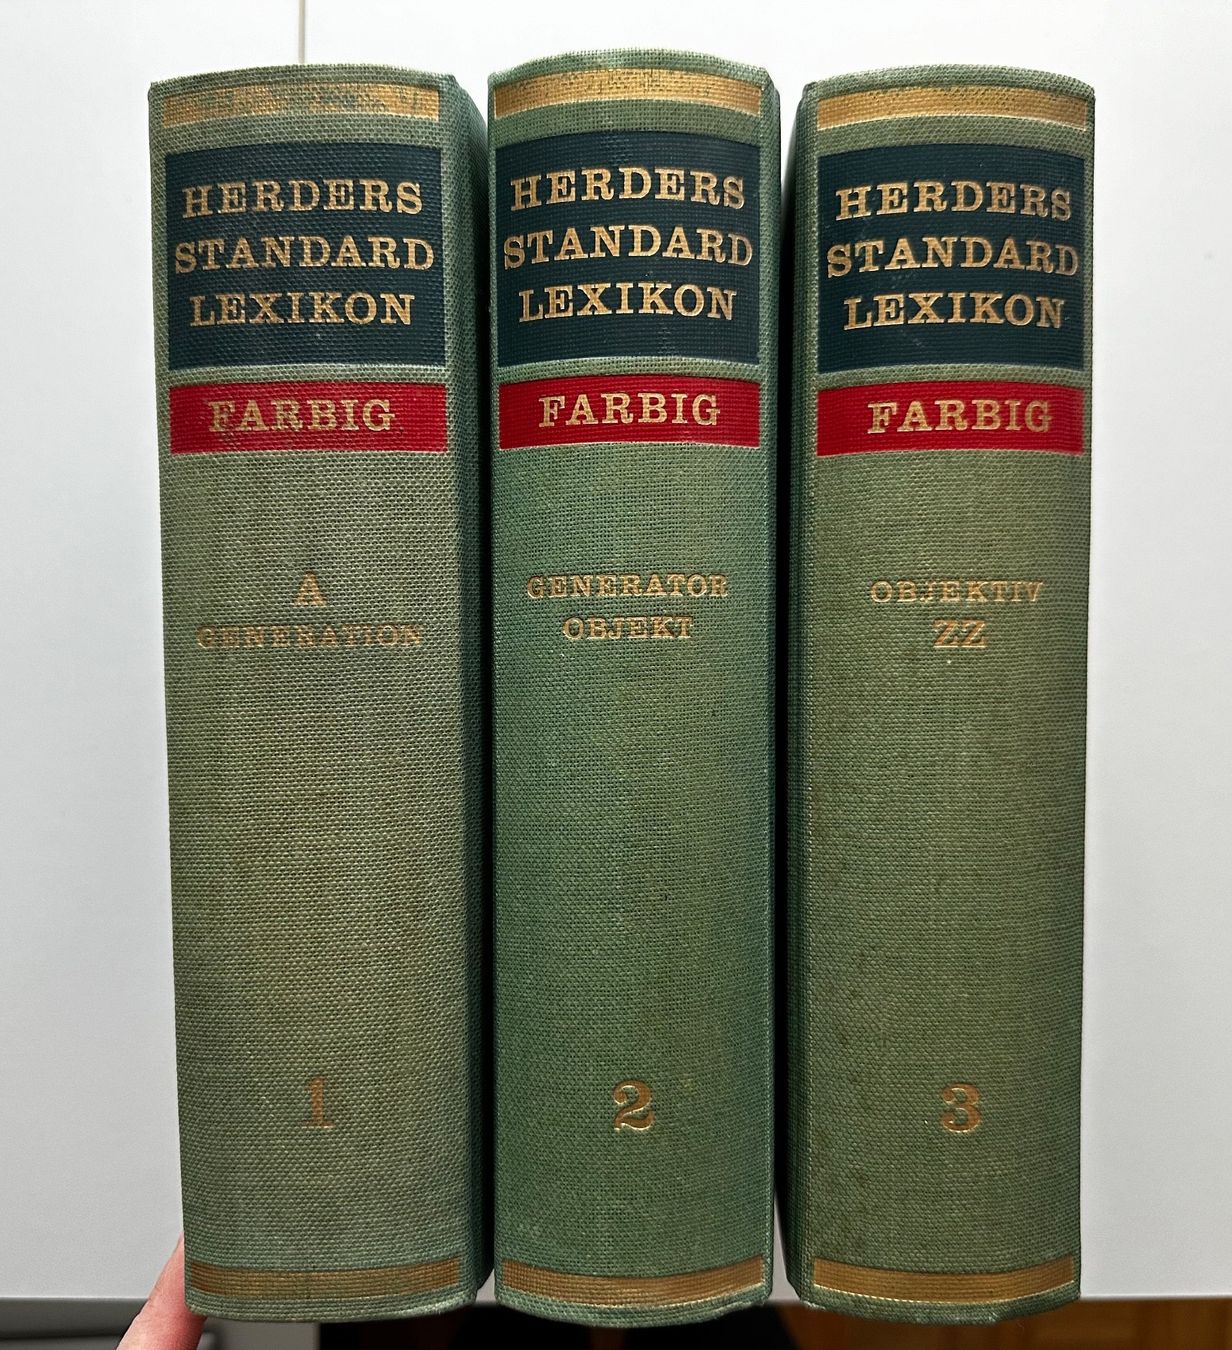 HERDERS
STANDARD
LEXIKON
FARBIG
A
GENERATION
1
HERDERS
STANDARD
LEXIKON
FARBIG
GENERATOR
OBJEKT
2
HERDERS
STANDARD
LEXIKON
FARBIG
OBJEKTIV
ZZ
3